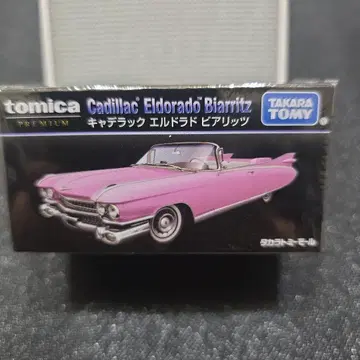 tomica
PREMIUM
Cadillac® Eldorado™ Biarritz
キャデラック エルドラド ビアリッツ
TAKARA
TOMY
タカラトミーモール